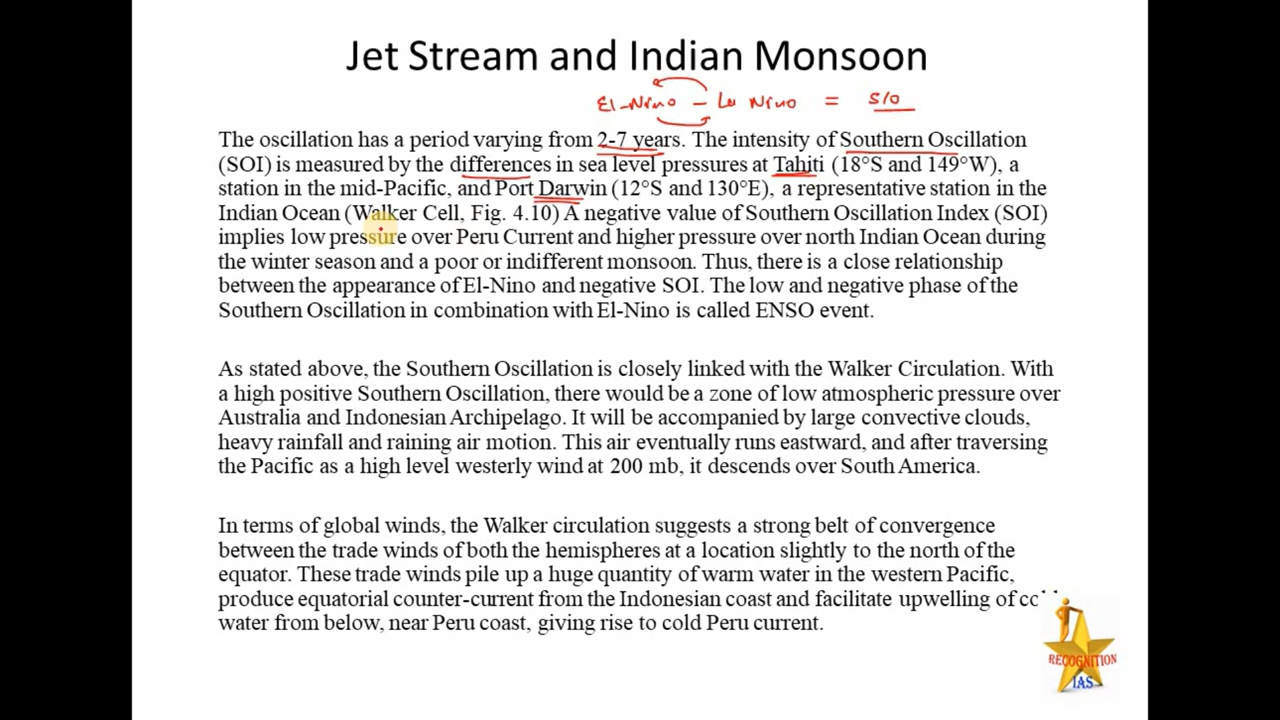 Jet Stream and Indian Monsoon
El-Nino – La Nino = S/O
The oscillation has a period varying from 2-7 years. The intensity of Southern Oscillation
(SOI) is measured by the differences in sea level pressures at Tahiti (18°S and 149°W), a
station in the mid-Pacific, and Port Darwin (12°S and 130°E), a representative station in the
Indian Ocean (Walker Cell, Fig. 4.10) A negative value of Southern Oscillation Index (SOI)
implies low pressure over Peru Current and higher pressure over north Indian Ocean during
the winter season and a poor or indifferent monsoon. Thus, there is a close relationship
between the appearance of El-Nino and negative SOI. The low and negative phase of the
Southern Oscillation in combination with El-Nino is called ENSO event.
As stated above, the Southern Oscillation is closely linked with the Walker Circulation. With
a high positive Southern Oscillation, there would be a zone of low atmospheric pressure over
Australia and Indonesian Archipelago. It will be accompanied by large convective clouds,
heavy rainfall and raining air motion. This air eventually runs eastward, and after traversing
the Pacific as a high level westerly wind at 200 mb, it descends over South America.
In terms of global winds, the Walker circulation suggests a strong belt of convergence
between the trade winds of both the hemispheres at a location slightly to the north of the
equator. These trade winds pile up a huge quantity of warm water in the western Pacific,
produce equatorial counter-current from the Indonesian coast and facilitate upwelling of cold
water from below, near Peru coast, giving rise to cold Peru current.
RECOGNITION
IAS